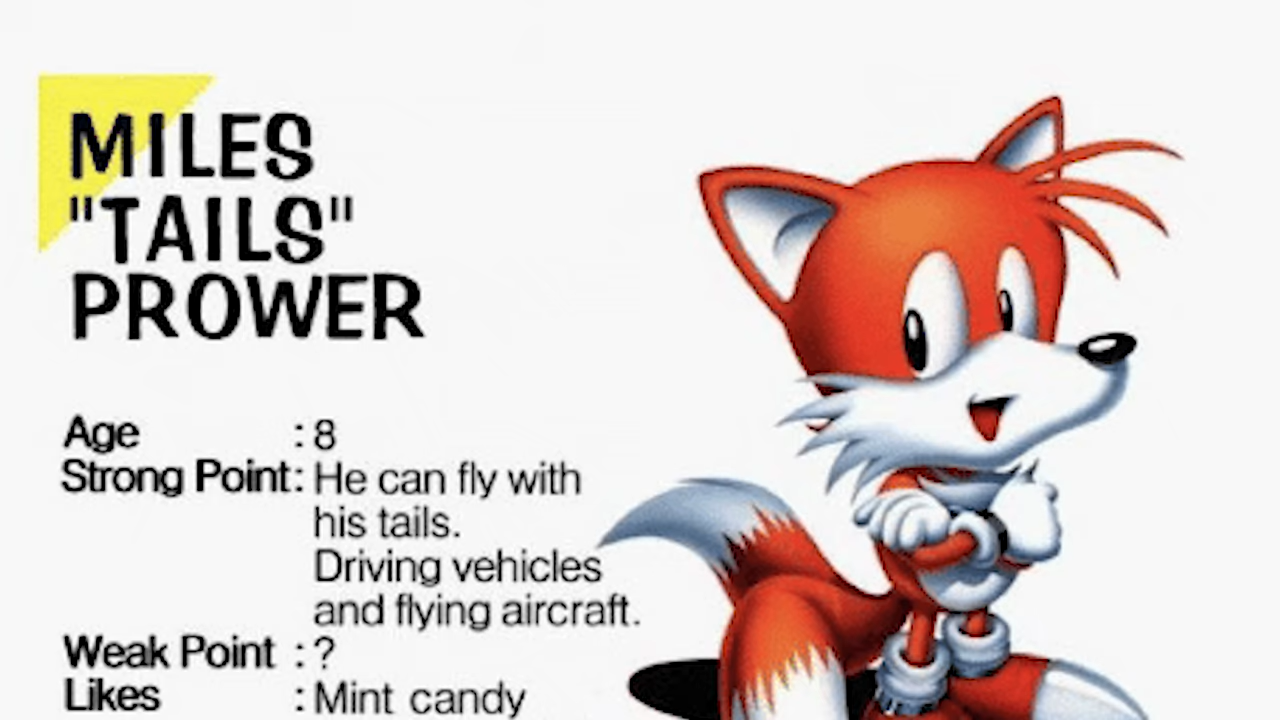 MILES
"TAILS"
PROWER
Age : 8
Strong Point: He can fly with
his tails.
Driving vehicles
and flying aircraft.
Weak Point : ?
Likes : Mint candy